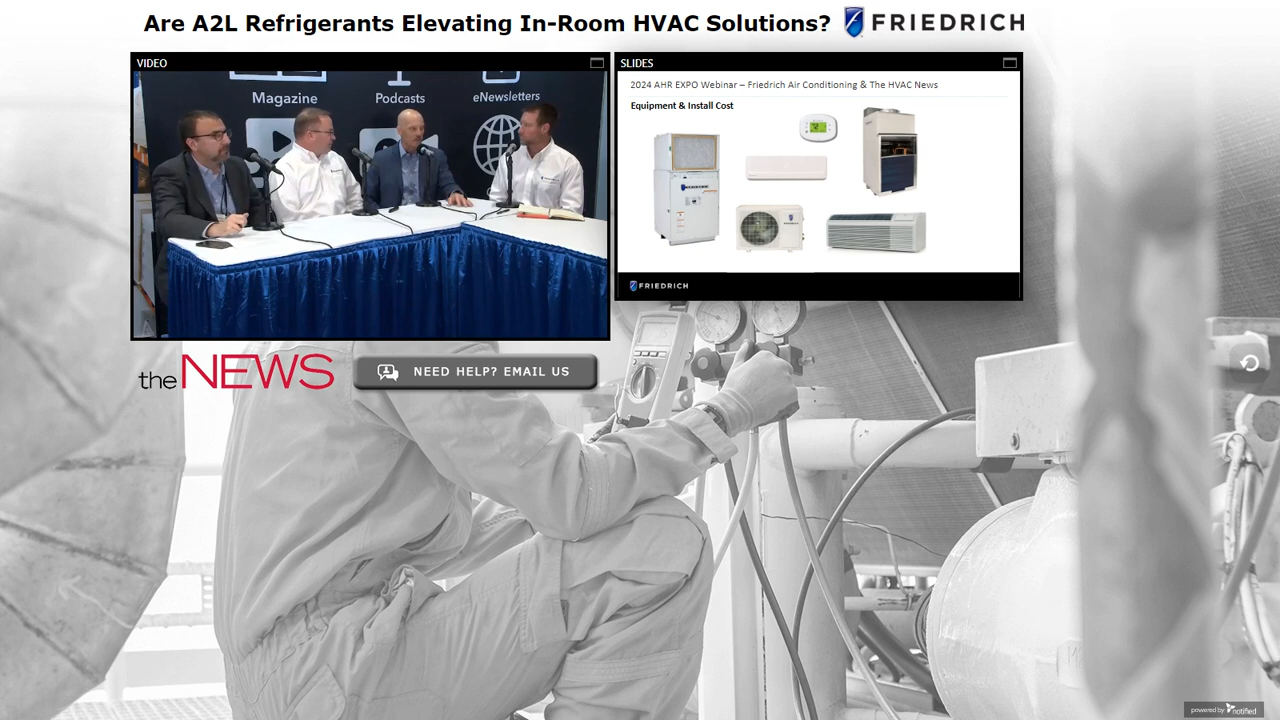 Are A2L Refrigerants Elevating In-Room HVAC Solutions? FRIEDRICH
VIDEO
Magazine
Podcasts
eNewsletters
SLIDES
2024 AHR EXPO Webinar – Friedrich Air Conditioning & The HVAC News
Equipment & Install Cost
FRIEDRICH
the NEWS
NEED HELP? EMAIL US
powered by notified